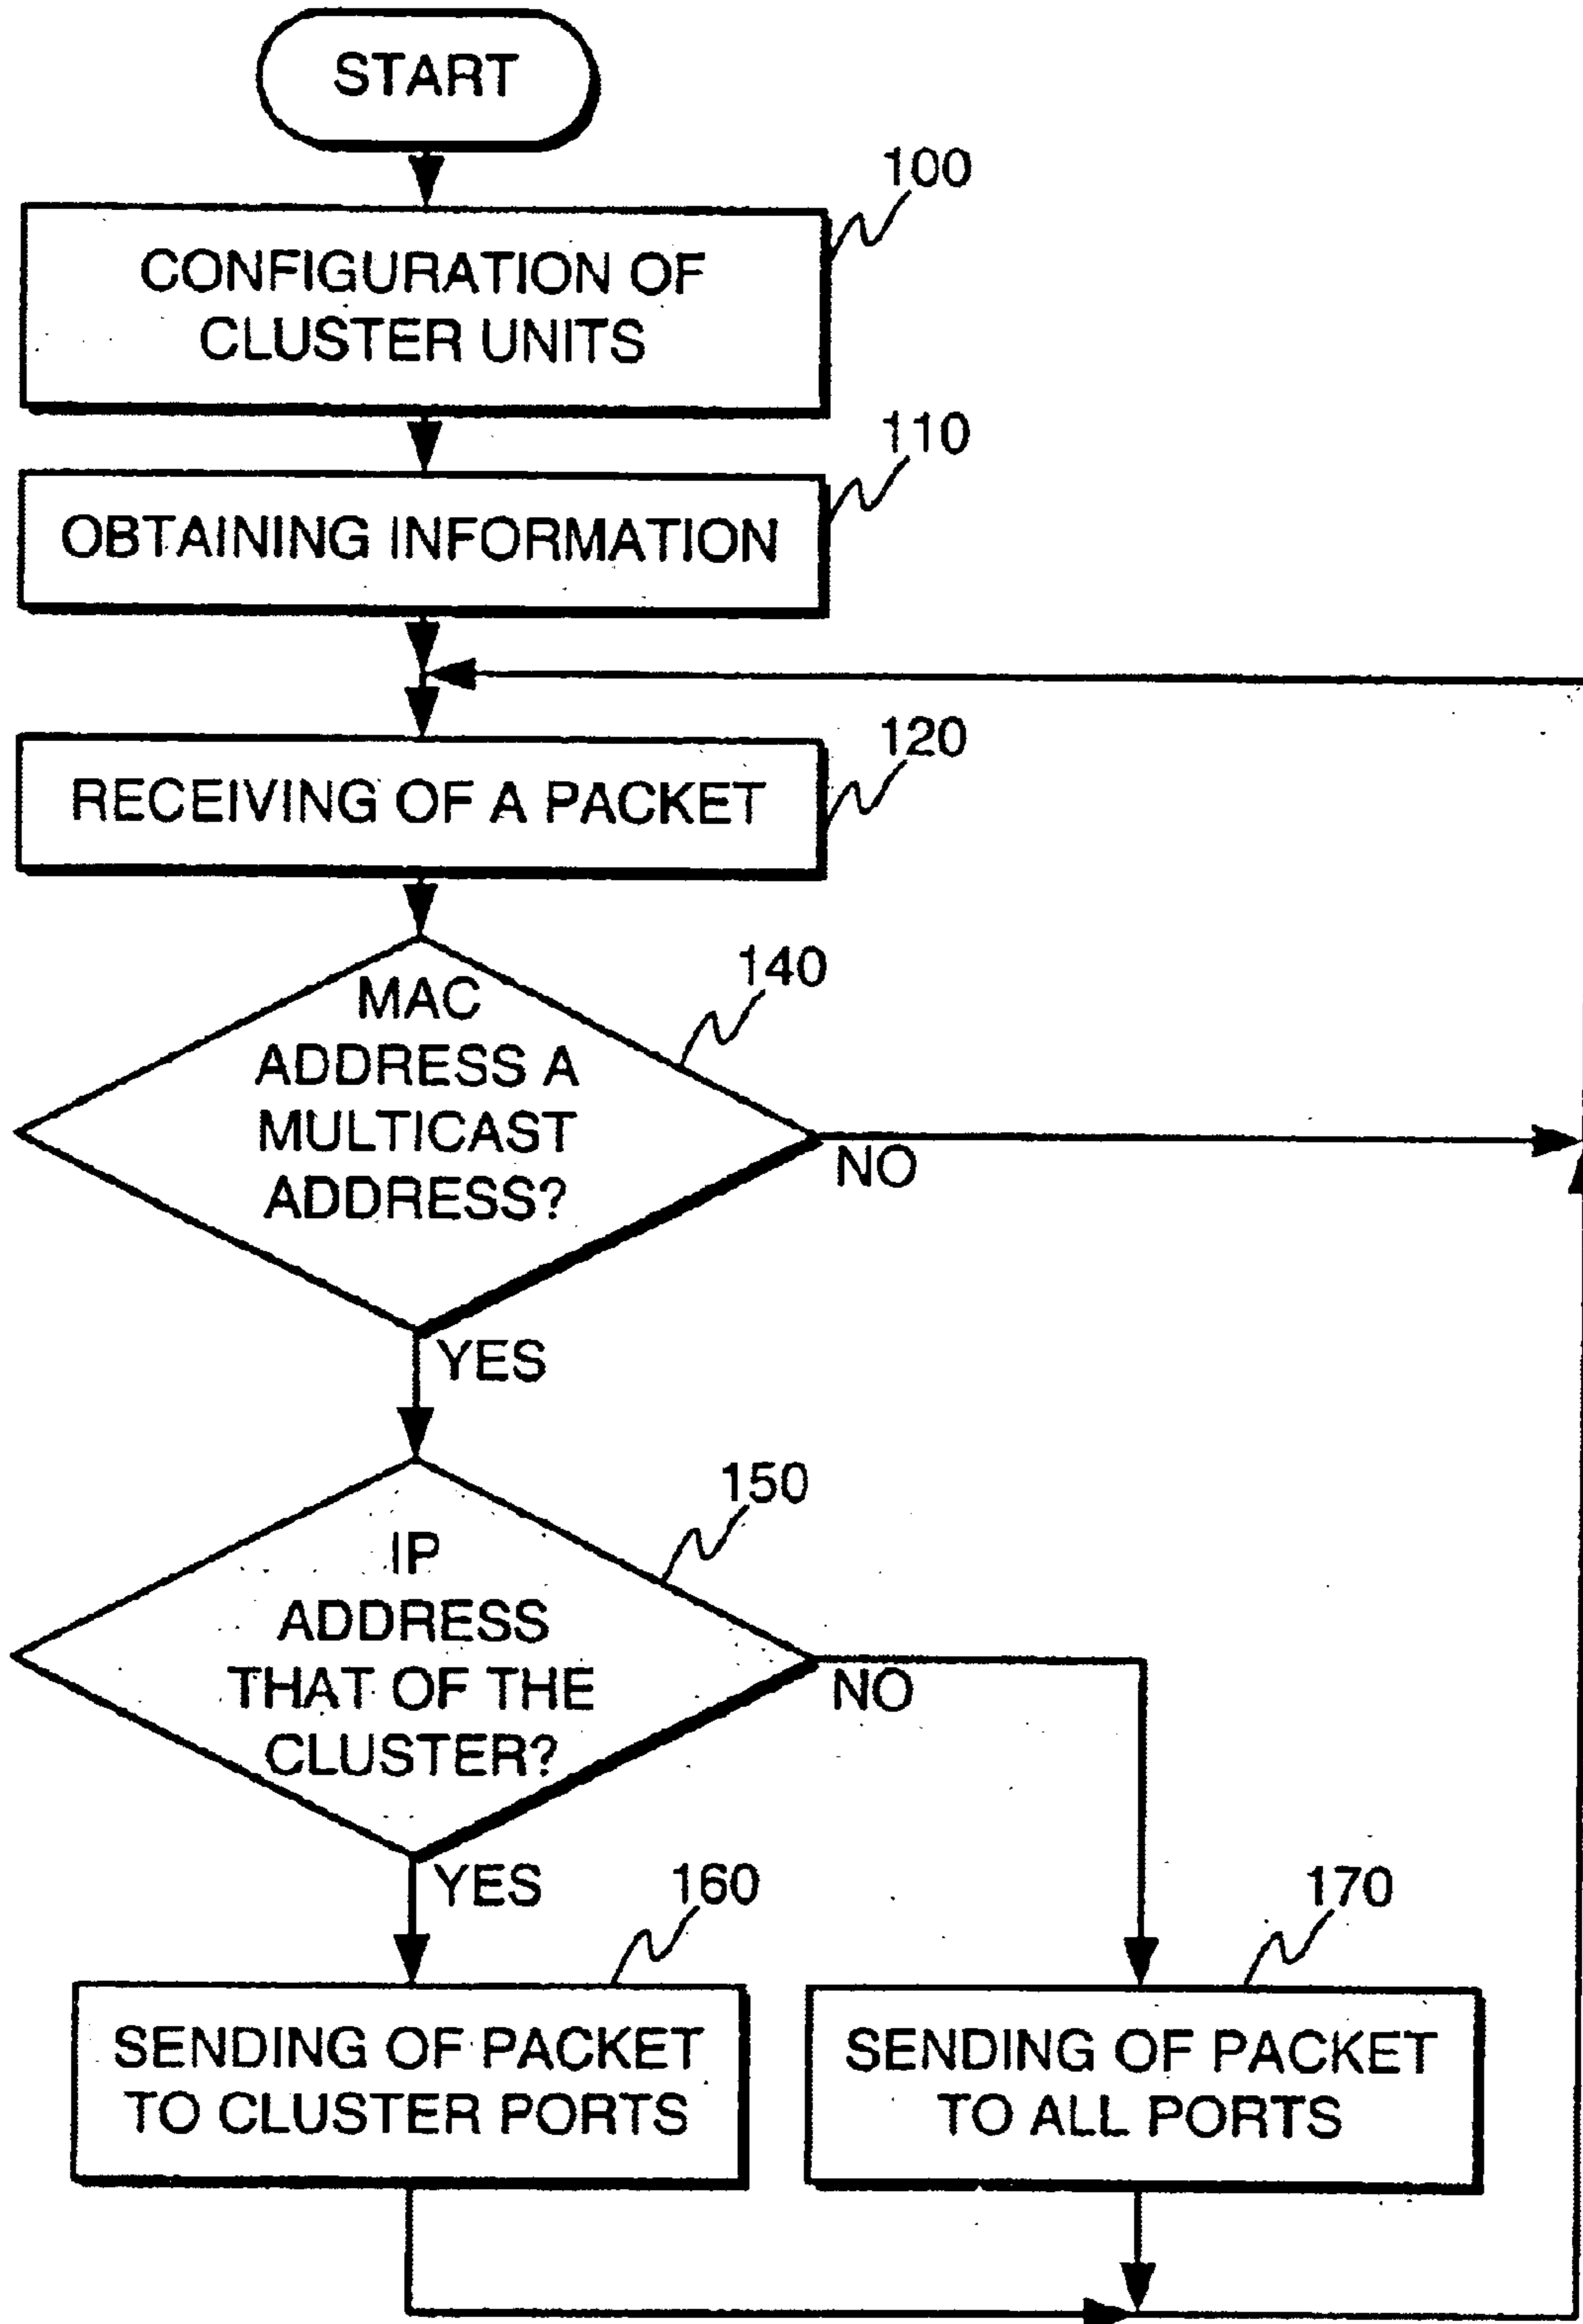 START
100
CONFIGURATION OF
CLUSTER UNITS
110
OBTAINING INFORMATION
120
RECEIVING OF A PACKET
140
MAC
ADDRESS A
MULTICAST
ADDRESS?
NO
YES
150
IP
ADDRESS
THAT OF THE
CLUSTER?
NO
YES
160
170
SENDING OF PACKET
TO CLUSTER PORTS
SENDING OF PACKET
TO ALL PORTS